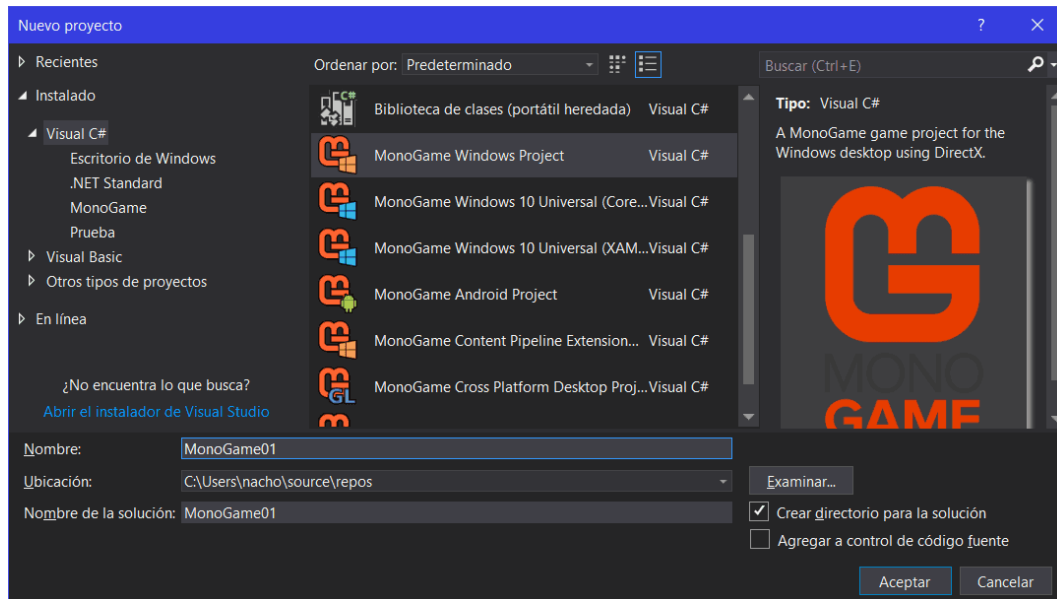 Nuevo proyecto
?
Recientes
Instalado
Visual C#
Escritorio de Windows
.NET Standard
MonoGame
Prueba
Visual Basic
Otros tipos de proyectos
En línea
¿No encuentra lo que busca?
Abrir el instalador de Visual Studio
Ordenar por: Predeterminado
C#
Biblioteca de clases (portátil heredada) Visual C#
MonoGame Windows Project Visual C#
MonoGame Windows 10 Universal (Core... Visual C#
MonoGame Windows 10 Universal (XAM... Visual C#
MonoGame Android Project Visual C#
MonoGame Content Pipeline Extension... Visual C#
GL
MonoGame Cross Platform Desktop Proj... Visual C#
Buscar (Ctrl+E)
Tipo: Visual C#
A MonoGame game project for the
Windows desktop using DirectX.
MONO
GAME
Nombre: MonoGame01
Ubicación: C:\Users\nacho\source\repos
Examinar...
Nombre de la solución: MonoGame01
Crear directorio para la solución
Agregar a control de código fuente
Aceptar Cancelar